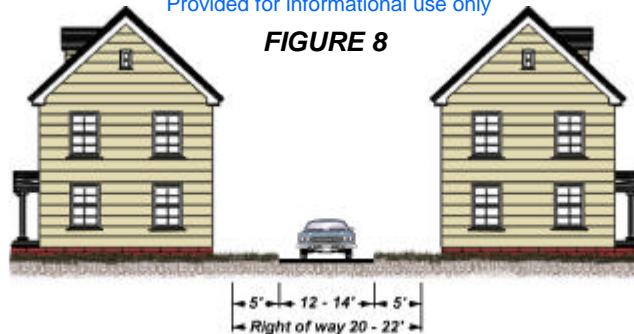 Provided for informational use only
FIGURE 8
5' 12 - 14' 5'
Right of way 20 - 22'